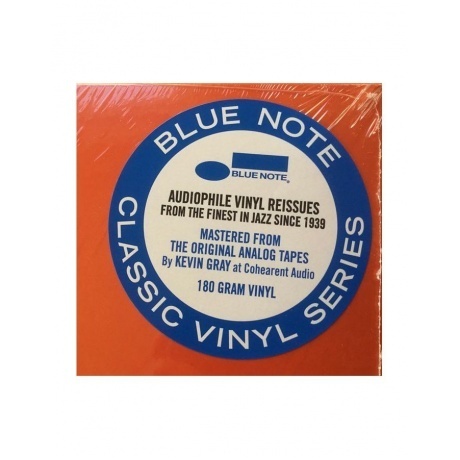 BLUE NOTE
BLUE NOTE.
AUDIOPHILE VINYL REISSUES
FROM THE FINEST IN JAZZ SINCE 1939
MASTERED FROM
THE ORIGINAL ANALOG TAPES
By KEVIN GRAY at Cohearent Audio
180 GRAM VINYL
CLASSIC VINYL SERIES